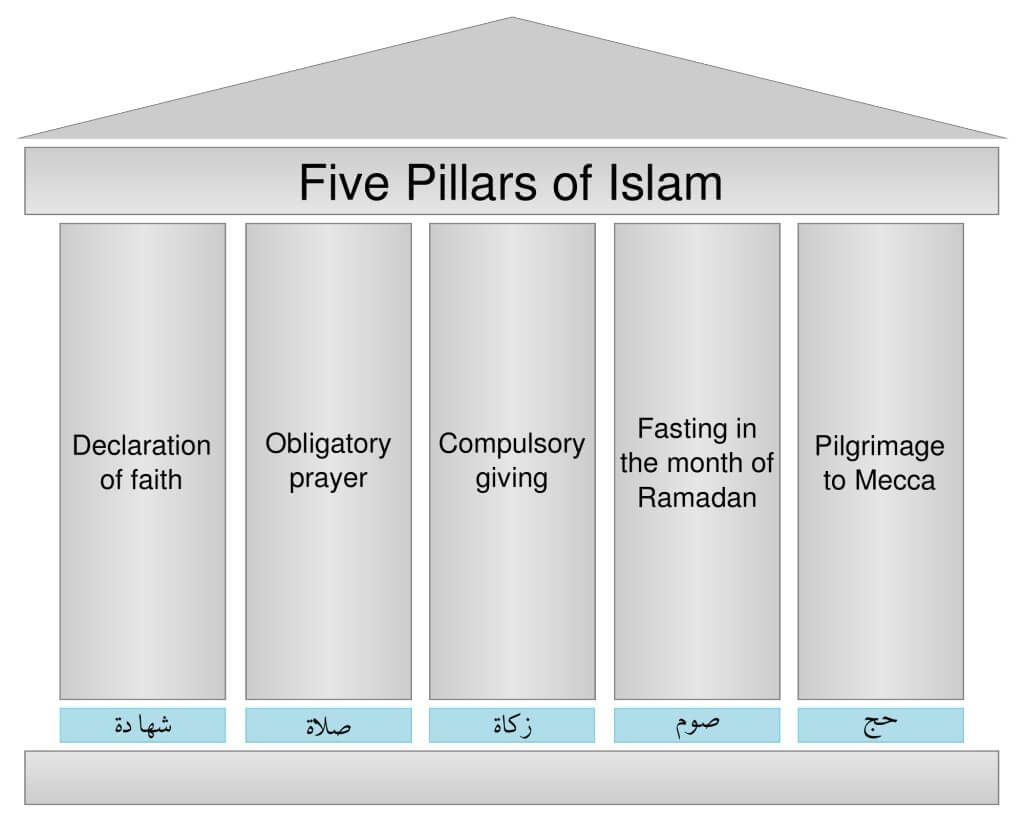 Five Pillars of Islam
Declaration
of faith
Obligatory
prayer
Compulsory
giving
Fasting in
the month of
Ramadan
Pilgrimage
to Mecca
شهادة
صلاة
زكاة
صوم
حج